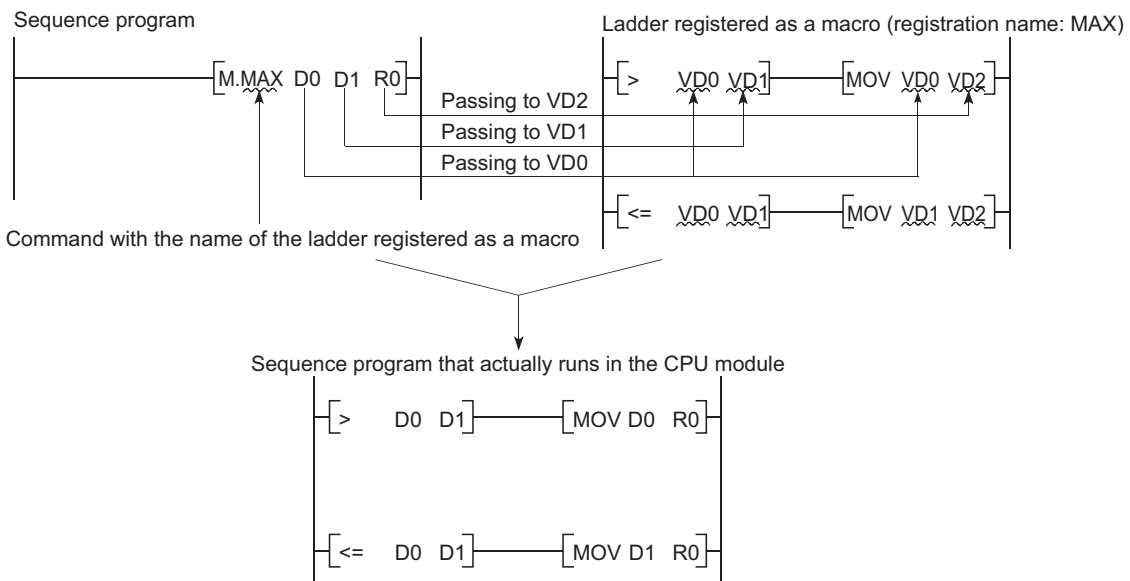 Sequence program
Ladder registered as a macro (registration name: MAX)
M.MAX D0 D1 R0
> VD0 VD1 MOV VD0 VD2
Passing to VD2
Passing to VD1
Passing to VD0
<= VD0 VD1 MOV VD1 VD2
Command with the name of the ladder registered as a macro
Sequence program that actually runs in the CPU module
> D0 D1 MOV D0 R0
<= D0 D1 MOV D1 R0